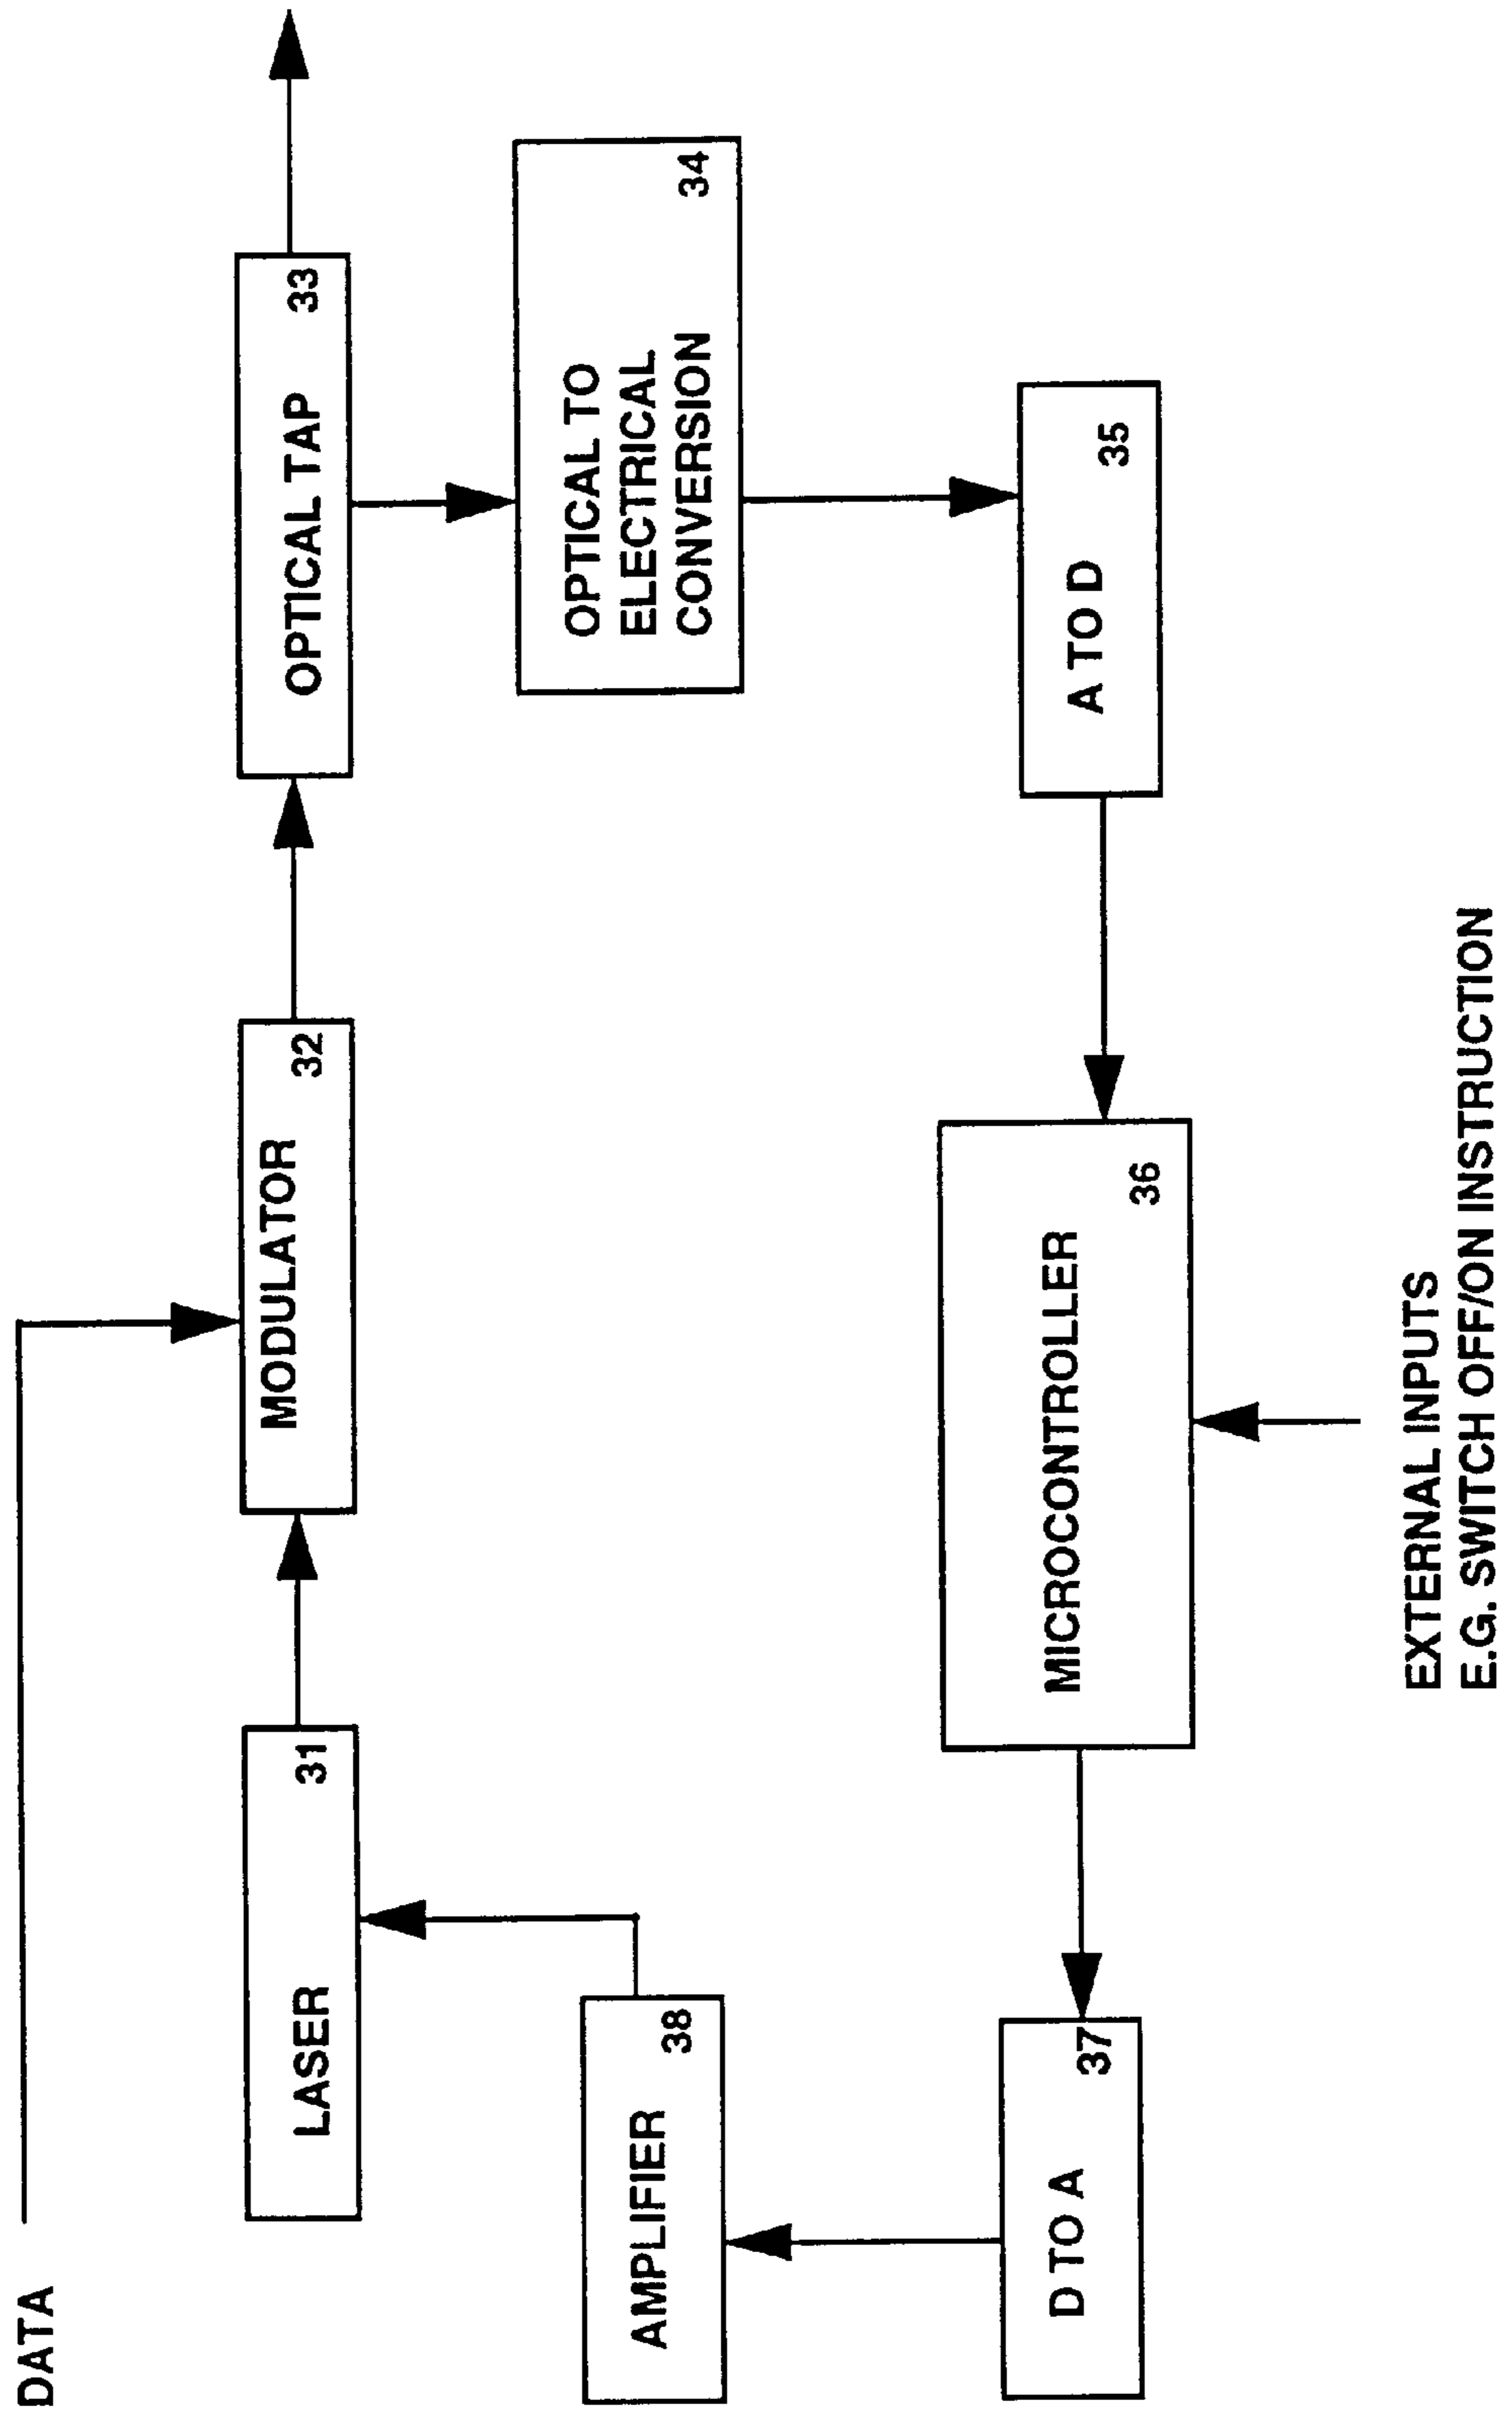 DATA
LASER 31
MODULATOR 32
OPTICAL TAP 33
OPTICAL TO
ELECTRICAL
CONVERSION 34
AMPLIFIER 38
D TO A 37
MICROCONTROLLER
36
A TO D 35
EXTERNAL INPUTS
E.G. SWITCH OFF/ON INSTRUCTION